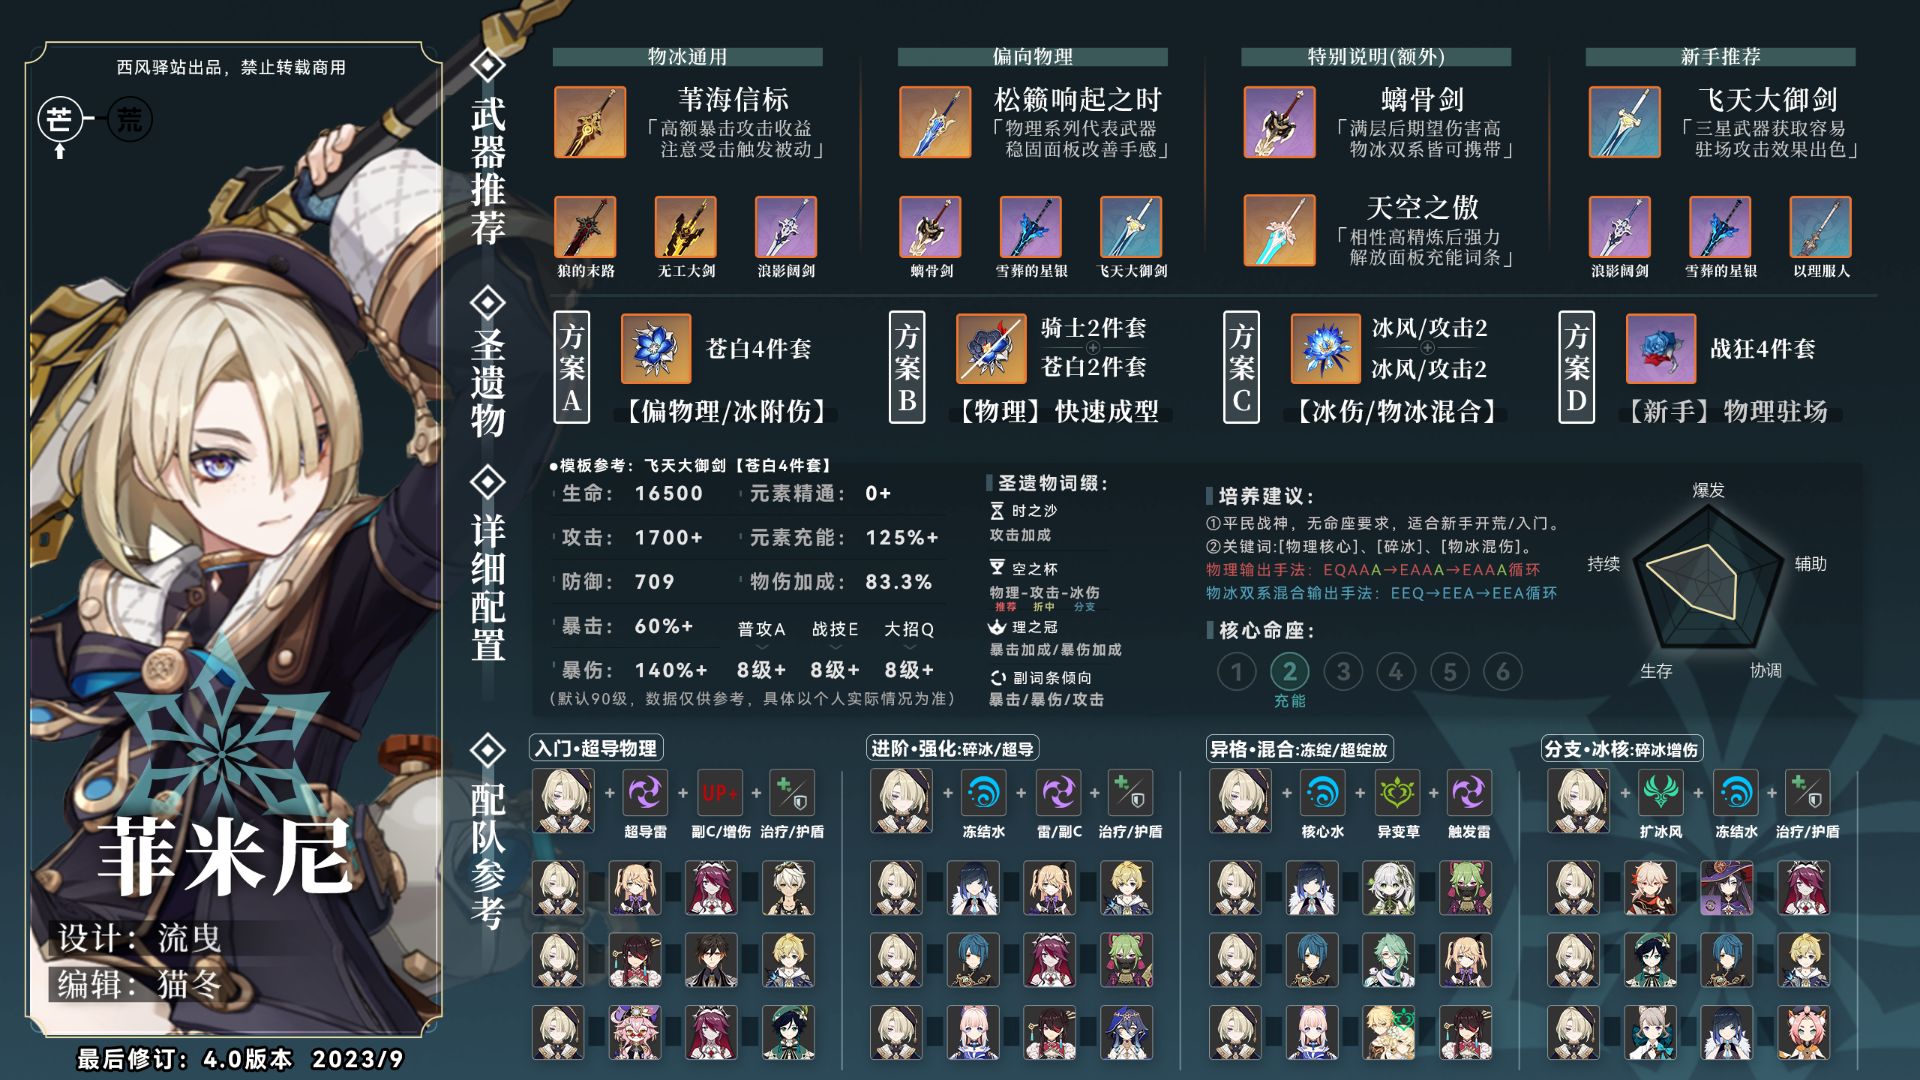 西风驿站出品，禁止转载商用
芒
荒
菲米尼
设计：流曳
编辑：猫冬
最后修订：4.0版本 2023/9
武器推荐
物冰通用
苇海信标
「高额暴击攻击收益
注意受击触发被动」
狼的末路
无工大剑
浪影阔剑
偏向物理
松籁响起之时
「物理系列代表武器
稳固面板改善手感」
螭骨剑
雪葬的星银
飞天大御剑
特别说明(额外)
螭骨剑
「满层后期望伤害高
物冰双系皆可携带」
天空之傲
「相性高精炼后强力
解放面板充能词条」
新手推荐
飞天大御剑
「三星武器获取容易
驻场攻击效果出色」
浪影阔剑
雪葬的星银
以理服人
圣遗物
方案A
苍白4件套
【偏物理/冰附伤】
方案B
骑士2件套
苍白2件套
【物理】快速成型
方案C
冰风/攻击2
冰风/攻击2
【冰伤/物冰混合】
方案D
战狂4件套
【新手】物理驻场
详细配置
●模板参考：飞天大御剑【苍白4件套】
生命：16500
元素精通：0+
攻击：1700+
元素充能：125%+
防御：709
物伤加成：83.3%
暴击：60%+
普攻A 战技E 大招Q
暴伤：140%+
8级+ 8级+ 8级+
(默认90级，数据仅供参考，具体以个人实际情况为准)
圣遗物词缀：
时之沙
攻击加成
空之杯
物理-攻击-冰伤
推荐 折中 分支
理之冠
暴击加成/暴伤加成
副词条倾向
暴击/暴伤/攻击
培养建议：
①平民战神，无命座要求，适合新手开荒/入门。
②关键词:[物理核心]、[碎冰]、[物冰混伤]。
物理输出手法：EQAAA→EAAA→EAAA循环
物冰双系混合输出手法：EEQ→EEA→EEA循环
核心命座：
1 2 3 4 5 6
充能
爆发
辅助
协调
生存
持续
配队参考
入门·超导物理
UP+
超导雷
副C/增伤
治疗/护盾
进阶·强化:碎冰/超导
冻结水
雷/副C
治疗/护盾
异格·混合:冻绽/超绽放
核心水
异变草
触发雷
分支·冰核:碎冰增伤
扩冰风
冻结水
治疗/护盾